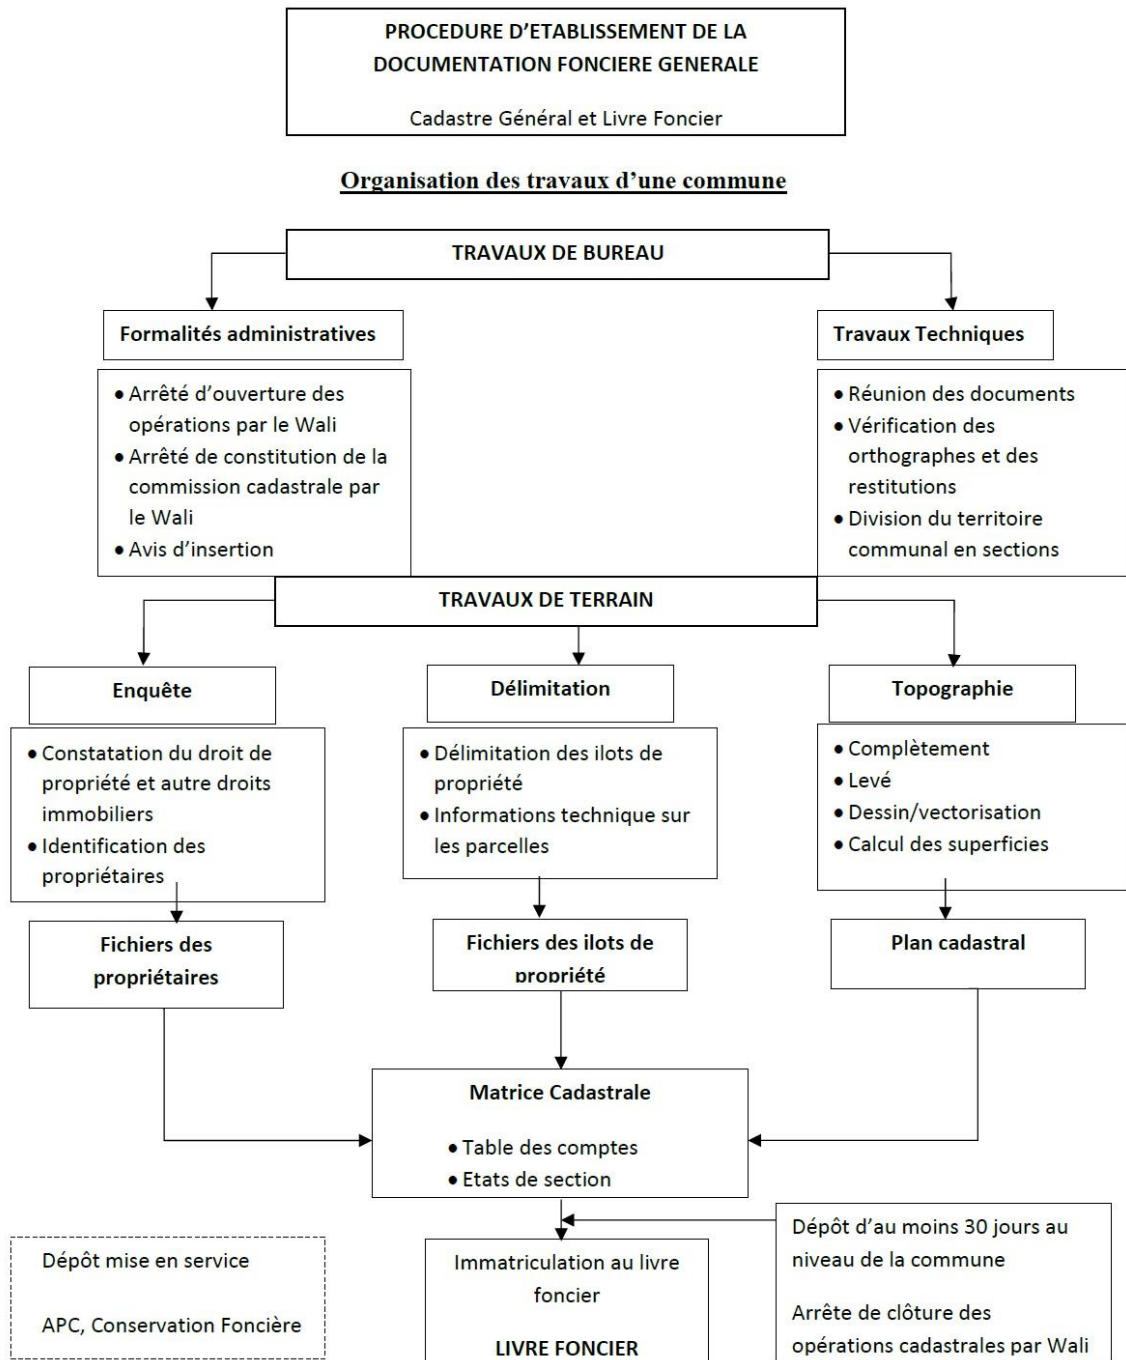 PROCEDURE D'ETABLISSEMENT DE LA
DOCUMENTATION FONCIERE GENERALE
Cadastre Général et Livre Foncier
Organisation des travaux d'une commune
TRAVAUX DE BUREAU
Formalités administratives
• Arrêté d'ouverture des
opérations par le Wali
• Arrêté de constitution de la
commission cadastrale par
le Wali
• Avis d'insertion
Travaux Techniques
• Réunion des documents
• Vérification des
orthographes et des
restitutions
• Division du territoire
communal en sections
TRAVAUX DE TERRAIN
Enquête
• Constatation du droit de
propriété et autre droits
immobiliers
• Identification des
propriétaires
Fichiers des
propriétaires
Délimitation
• Délimitation des ilots de
propriété
• Informations technique sur
les parcelles
Fichiers des ilots de
propriété
Topographie
• Complètement
• Levé
• Dessin/vectorisation
• Calcul des superficies
Plan cadastral
Matrice Cadastrale
• Table des comptes
• Etats de section
Dépôt mise en service
APC, Conservation Foncière
Immatriculation au livre
foncier
LIVRE FONCIER
Dépôt d'au moins 30 jours au
niveau de la commune
Arrête de clôture des
opérations cadastrales par Wali